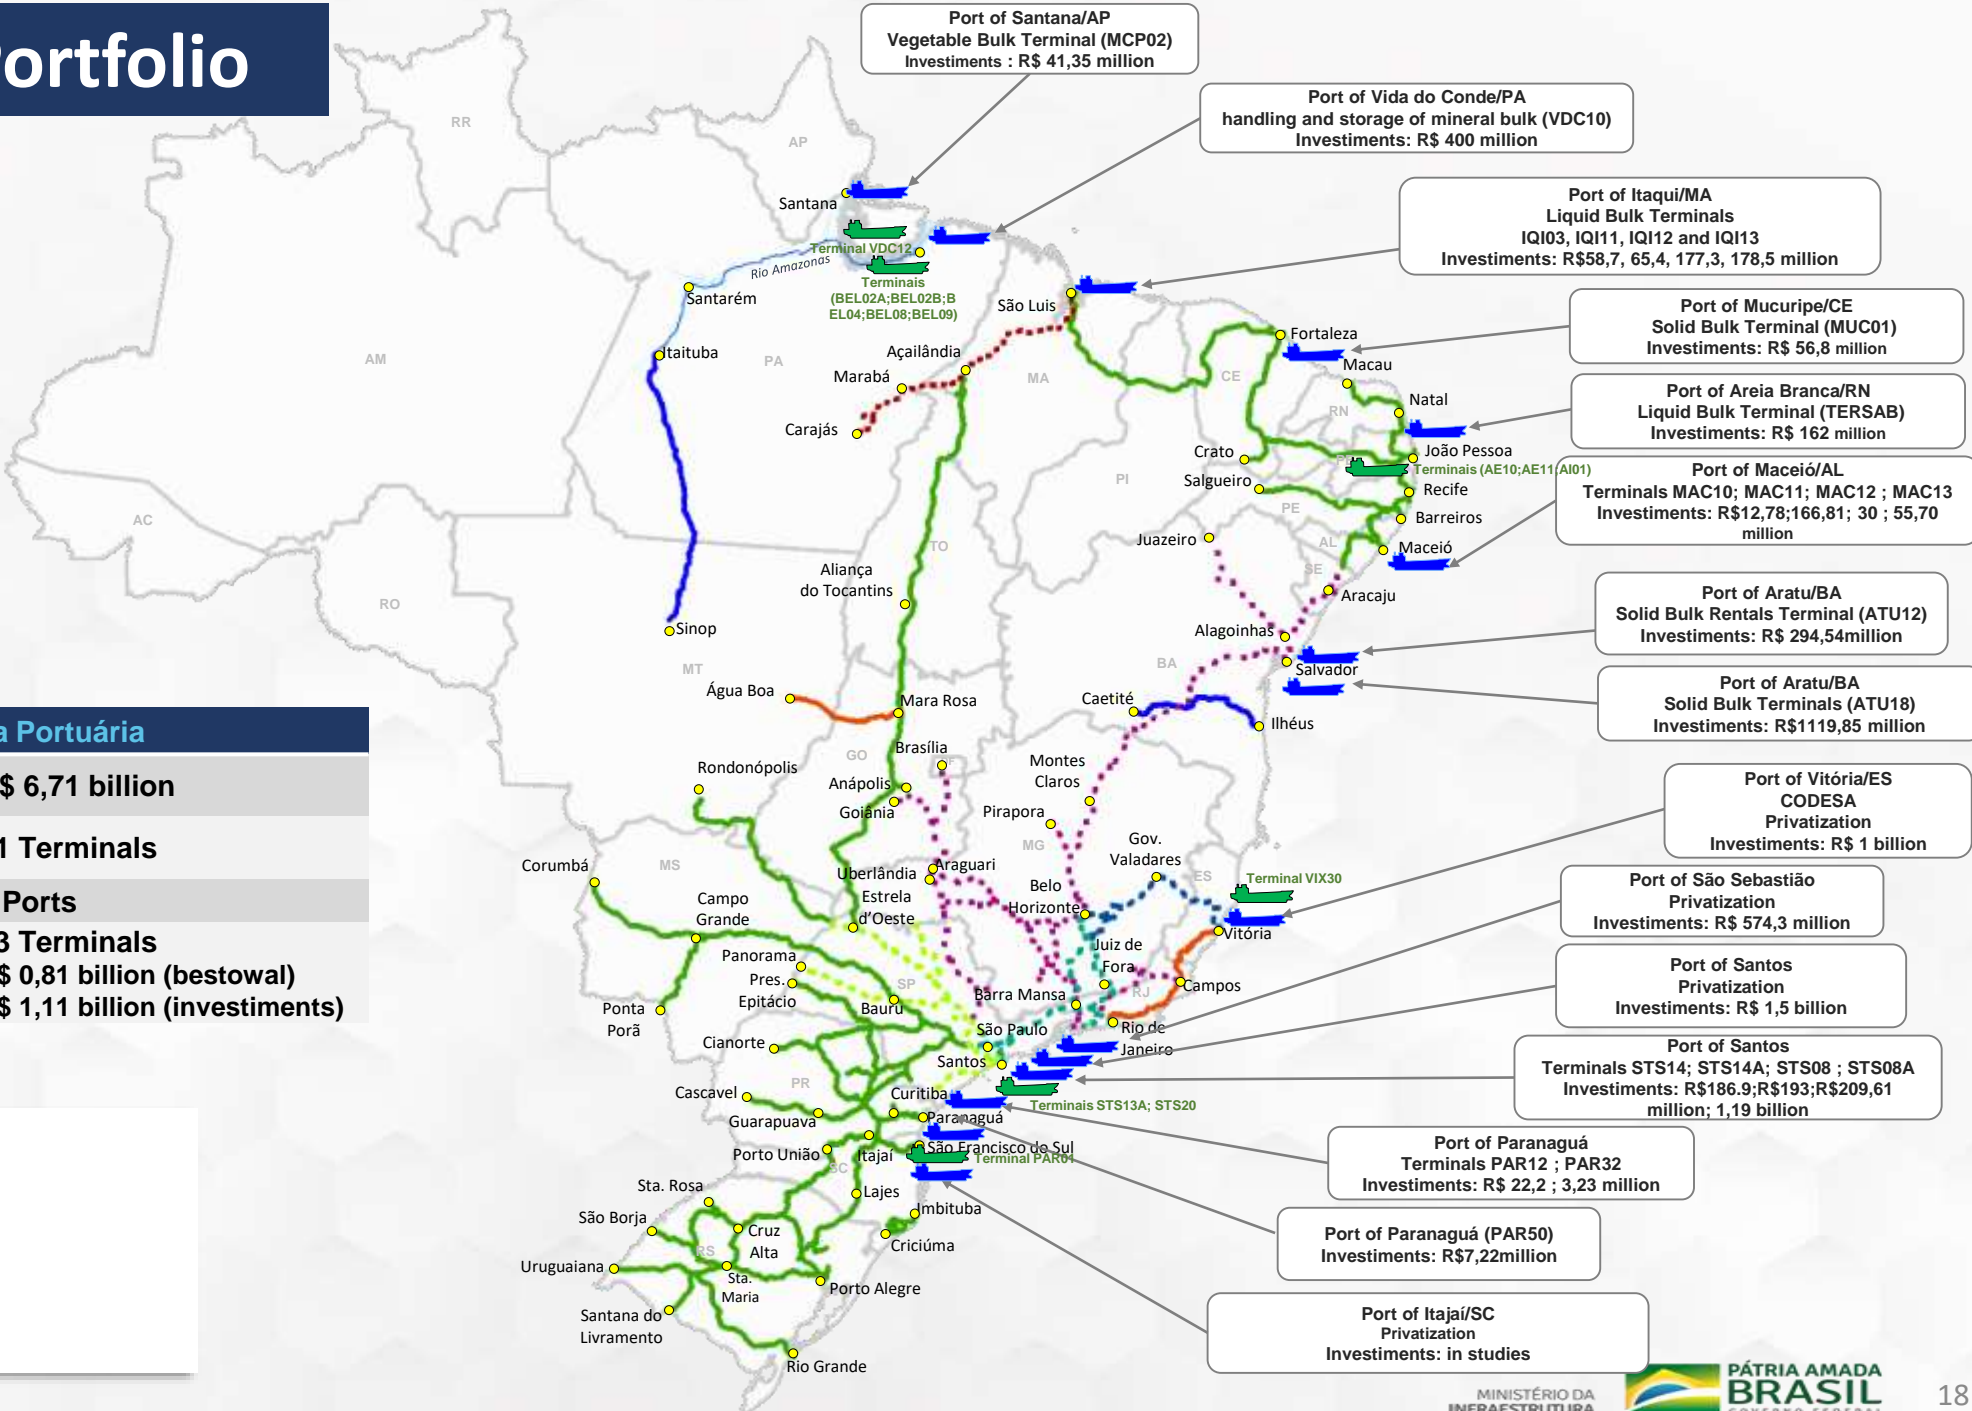 ortfolio
Port of Santana/AP
Vegetable Bulk Terminal (MCP02)
Investiments : R$ 41,35 million
Port of Vida do Conde/PA
handling and storage of mineral bulk (VDC10)
Investiments: R$ 400 million
Port of Itaqui/MA
Liquid Bulk Terminals
IQI03, IQI11, IQI12 and IQI13
Investiments: R$58,7, 65,4, 177,3, 178,5 million
Port of Mucuripe/CE
Solid Bulk Terminal (MUC01)
Investiments: R$ 56,8 million
Port of Areia Branca/RN
Liquid Bulk Terminal (TERSAB)
Investiments: R$ 162 million
Port of Maceió/AL
Terminals MAC10; MAC11; MAC12 ; MAC13
Investiments: R$12,78;166,81; 30 ; 55,70
million
Port of Aratu/BA
Solid Bulk Rentals Terminal (ATU12)
Investiments: R$ 294,54million
Port of Aratu/BA
Solid Bulk Terminals (ATU18)
Investiments: R$1119,85 million
Port of Vitória/ES
CODESA
Privatization
Investiments: R$ 1 billion
Port of São Sebastião
Privatization
Investiments: R$ 574,3 million
Port of Santos
Privatization
Investiments: R$ 1,5 billion
Port of Santos
Terminals STS14; STS14A; STS08 ; STS08A
Investiments: R$186.9;R$193;R$209,61
million; 1,19 billion
Port of Paranaguá
Terminals PAR12 ; PAR32
Investiments: R$ 22,2 ; 3,23 million
Port of Paranaguá (PAR50)
Investiments: R$7,22million
Port of Itajaí/SC
Privatization
Investiments: in studies
RR
AP
AM
PA
MA
CE
RN
PI
PE
AL
SE
AC
RO
TO
MT
BA
GO
MG
ES
MS
SP
RJ
PR
SC
RS
Santana
Terminal VDC12
Rio Amazonas
Terminais
(BEL02A;BEL02B;B
EL04;BEL08;BEL09)
Santarém
São Luis
Itaituba
Açailândia
Marabá
Carajás
Fortaleza
Macau
Natal
João Pessoa
Terminais (AE10;AE11;AI01)
Crato
Salgueiro
Recife
Barreiros
Juazeiro
Maceió
Aliança
do Tocantins
Aracaju
Sinop
Alagoinhas
Salvador
Água Boa
Mara Rosa
Caetité
Ilhéus
Brasília
Rondonópolis
Anápolis
Goiânia
Montes
Claros
Pirapora
Gov.
Valadares
Corumbá
Uberlândia
Araguari
Estrela
d’Oeste
Belo
Horizonte
Terminal VIX30
Vitória
Campo
Grande
Panorama
Pres.
Epitácio
Juiz de
Fora
Campos
Ponta
Porã
Bauru
Barra Mansa
São Paulo
Rio de
Janeiro
Cianorte
Santos
Cascavel
Guarapuava
Curitiba
Terminais STS13A; STS20
Paranaguá
Porto União
Itajaí
São Francisco do Sul
Terminal PAR01
Sta. Rosa
Lajes
São Borja
Cruz
Alta
Imbituba
Criciúma
Uruguaiana
Sta.
Maria
Porto Alegre
Santana do
Livramento
Rio Grande
a Portuária
$ 6,71 billion
1 Terminals
Ports
3 Terminals
$ 0,81 billion (bestowal)
$ 1,11 billion (investiments)
MINISTÉRIO DA
INFRAESTRUTURA
PÁTRIA AMADA
BRASIL
GOVERNO FEDERAL
18